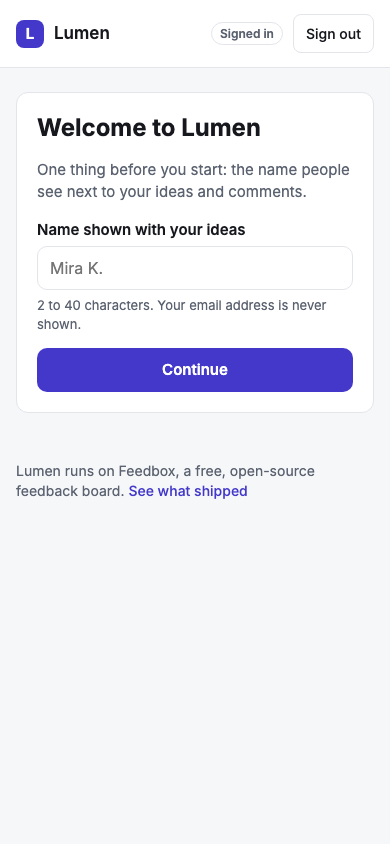 L Lumen Signed in Sign out
Welcome to Lumen
One thing before you start: the name people
see next to your ideas and comments.
Name shown with your ideas
Mira K.
2 to 40 characters. Your email address is never
shown.
Continue
Lumen runs on Feedbox, a free, open-source
feedback board. See what shipped